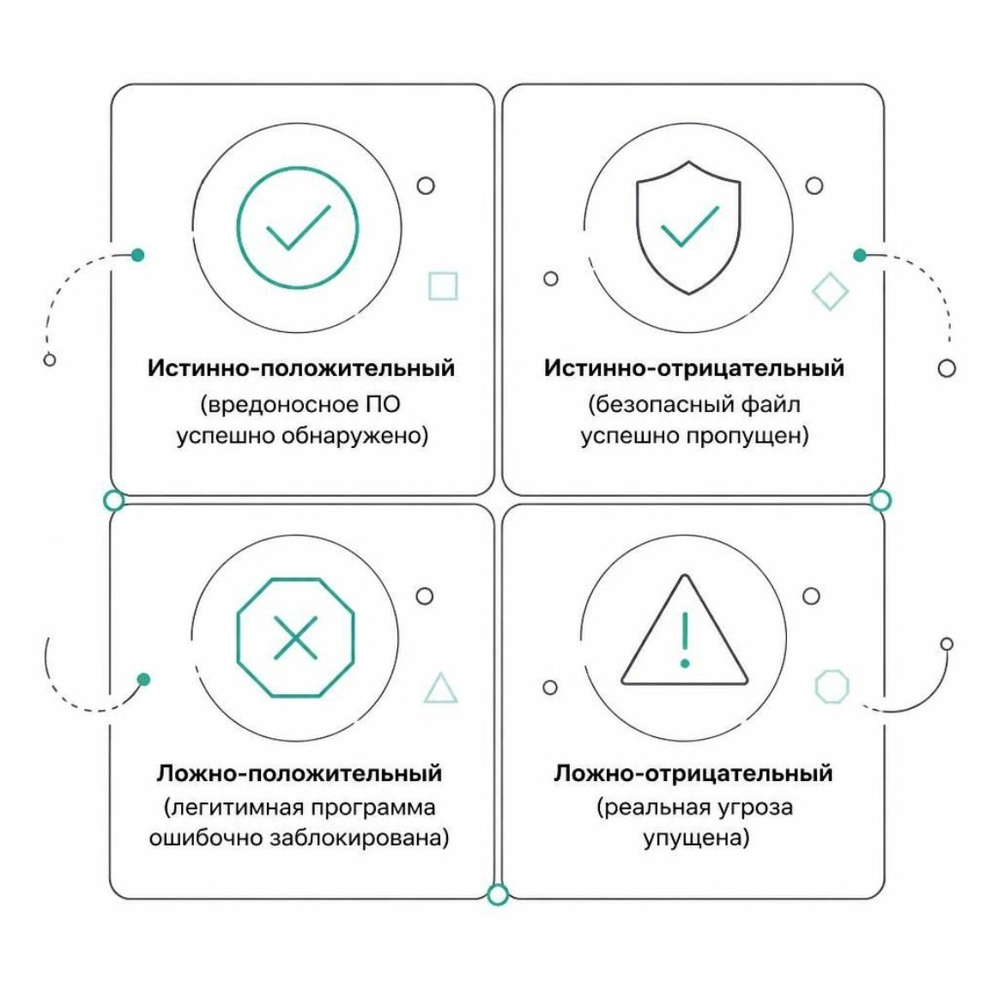 Истинно-положительный
(вредоносное ПО
успешно обнаружено)
Истинно-отрицательный
(безопасный файл
успешно пропущен)
Ложно-положительный
(легитимная программа
ошибочно заблокирована)
Ложно-отрицательный
(реальная угроза
упущена)